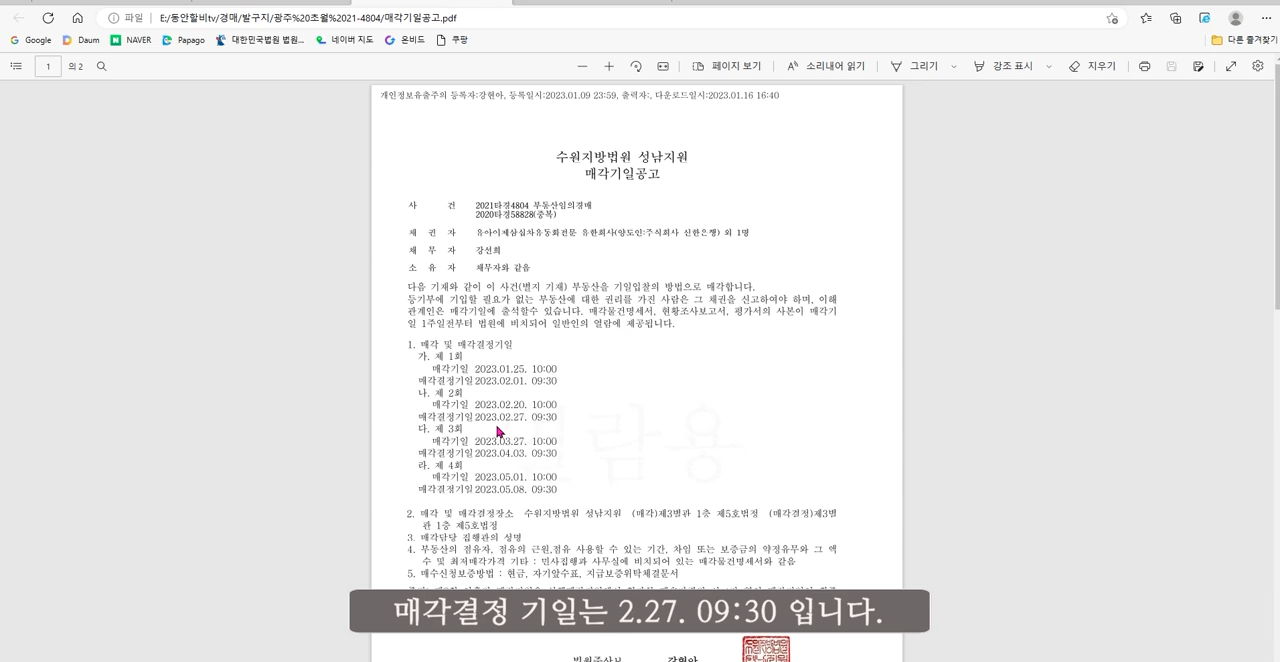 파일 E:/동안할비tv/경매/발구지/광주%20초월%2021-4804/매각기일공고.pdf
Google Daum NAVER Papago 대한민국법원 법원... 네이버 지도 온비드 쿠팡 다른 즐겨찾기
1 의 2 페이지 보기 소리내어 읽기 그리기 강조 표시 지우기
개인정보유출주의 등록자:강현아, 등록일시:2023.01.09 23:59, 출력자:, 다운로드일시:2023.01.16 16:40
수원지방법원 성남지원
매각기일공고
사 건 2021타경4804 부동산임의경매
2020타경58828(중복)
채 권 자 유아이제삼십차유동화전문 유한회사(양도인:주식회사 신한은행) 외 1명
채 무 자 강선희
소 유 자 채무자와 같음
다음 기재와 같이 이 사건(별지 기재) 부동산을 기일입찰의 방법으로 매각합니다.
등기부에 기입할 필요가 없는 부동산에 대한 권리를 가진 사람은 그 채권을 신고하여야 하며, 이해
관계인은 매각기일에 출석할수 있습니다. 매각물건명세서, 현황조사보고서, 평가서의 사본이 매각기
일 1주일전부터 법원에 비치되어 일반인의 열람에 제공됩니다.
1. 매각 및 매각결정기일
가. 제 1회
매각기일 2023.01.25. 10:00
매각결정기일 2023.02.01. 09:30
나. 제 2회
매각기일 2023.02.20. 10:00
매각결정기일 2023.02.27. 09:30
다. 제 3회
매각기일 2023.03.27. 10:00
매각결정기일 2023.04.03. 09:30
라. 제 4회
매각기일 2023.05.01. 10:00
매각결정기일 2023.05.08. 09:30
열람용
2. 매각 및 매각결정장소 수원지방법원 성남지원 (매각)제3별관 1층 제5호법정 (매각결정)제3별
관 1층 제5호법정
3. 매각담당 집행관의 성명
4. 부동산의 점유자, 점유의 근원,점유 사용할 수 있는 기간, 차임 또는 보증금의 약정유무와 그 액
수 및 최저매각가격 기타 : 민사집행과 사무실에 비치되어 있는 매각물건명세서와 같음
5. 매수신청보증방법 : 현금, 자기앞수표, 지급보증위탁체결문서
매각결정 기일는 2.27. 09:30 입니다.
법원주사보 강현아